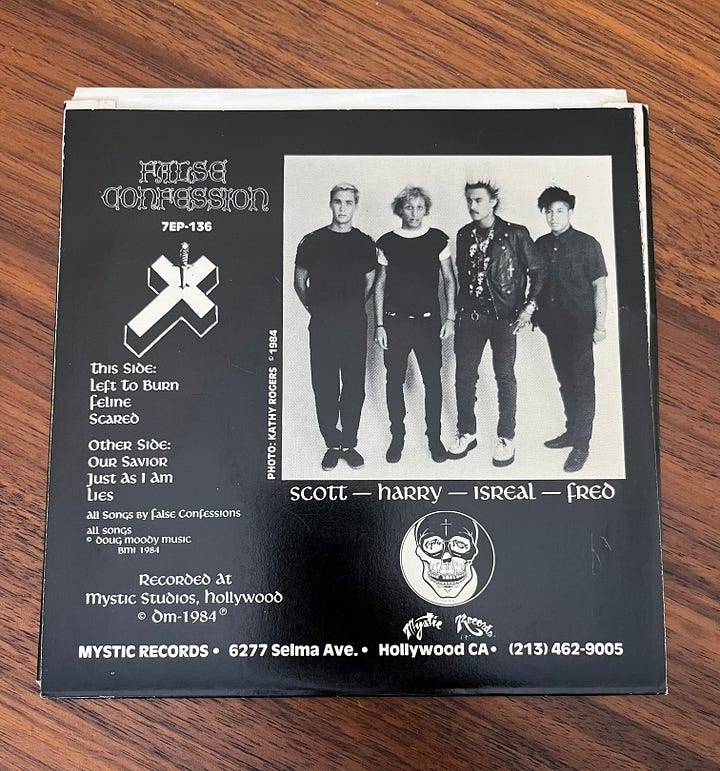 FALSE
CONFESSION
7EP-136
This Side:
Left to Burn
Feline
Scared
Other Side:
Our Savior
Just as I am
Lies
all Songs by False Confessions
all songs
© doug moody music
BMI 1984
Recorded at
Mystic Studios, Hollywood
© Dm-1984 ℗
PHOTO: KATHY ROGERS © 1984
SCOTT — HARRY — ISREAL — FRED
Mystic Records
MYSTIC RECORDS • 6277 Selma Ave. • Hollywood CA • (213) 462-9005